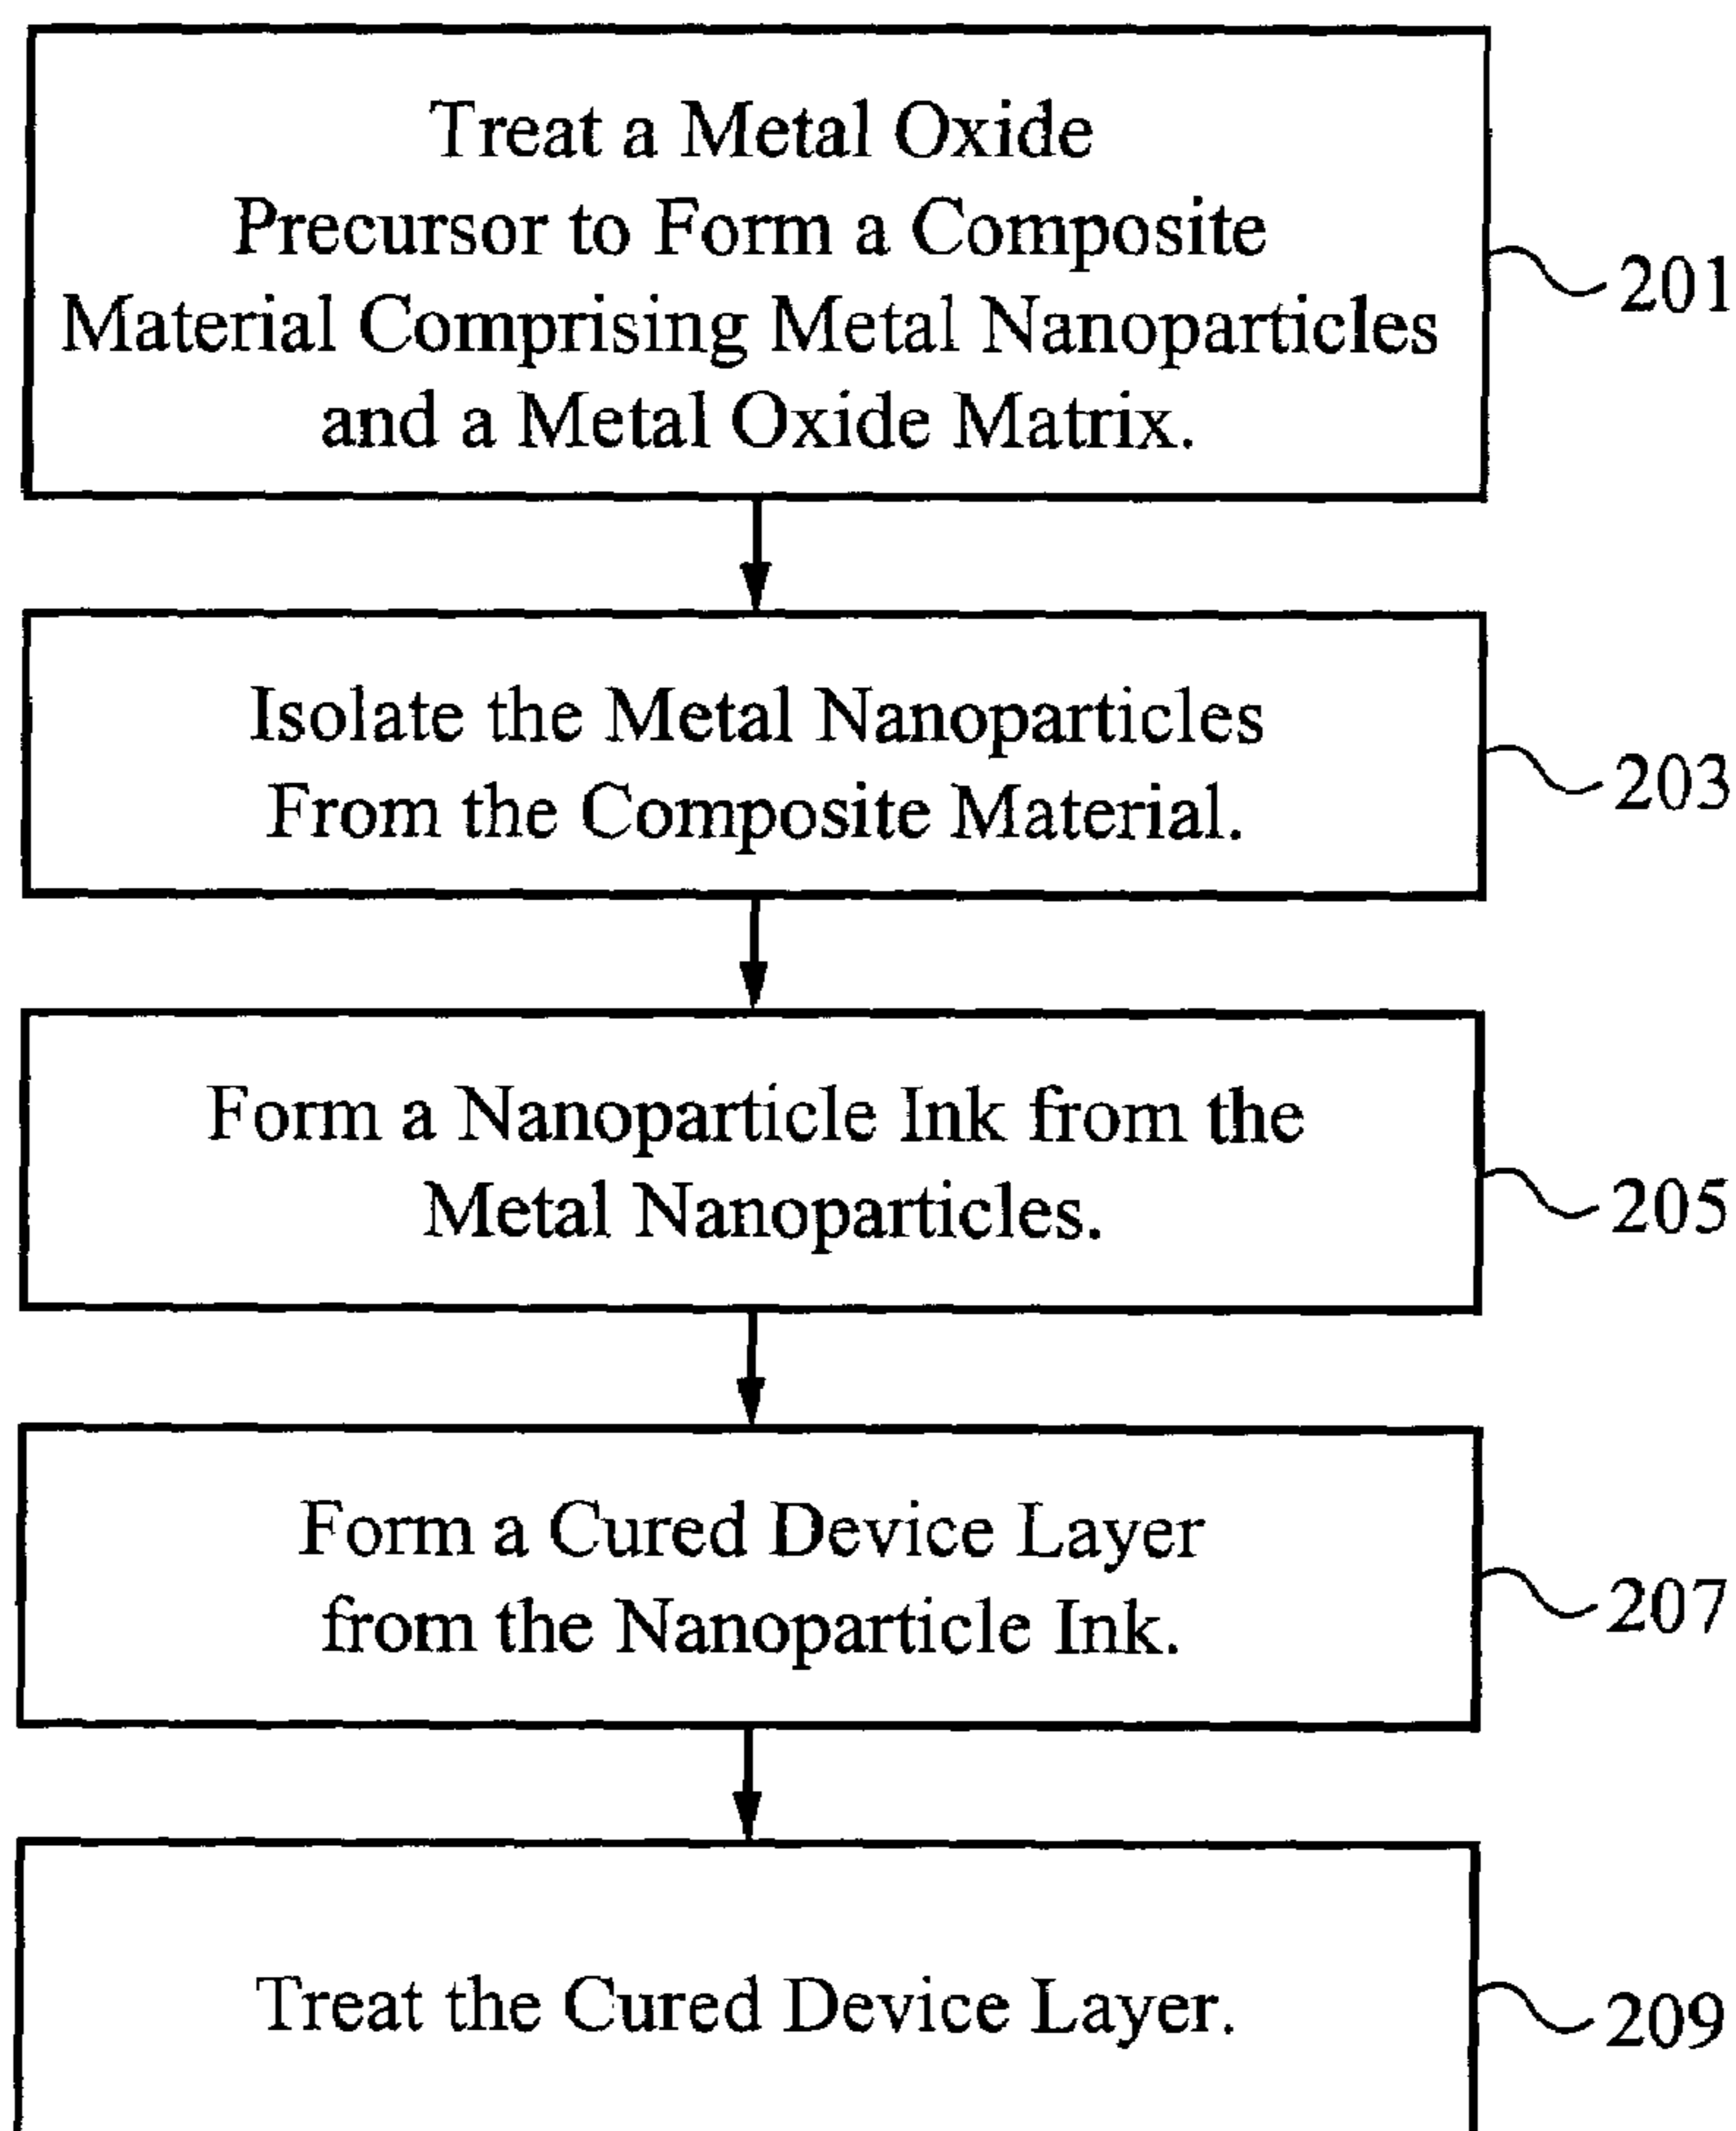 Treat a Metal Oxide
Precursor to Form a Composite
Material Comprising Metal Nanoparticles
and a Metal Oxide Matrix.
201
Isolate the Metal Nanoparticles
From the Composite Material.
203
Form a Nanoparticle Ink from the
Metal Nanoparticles.
205
Form a Cured Device Layer
from the Nanoparticle Ink.
207
Treat the Cured Device Layer.
209